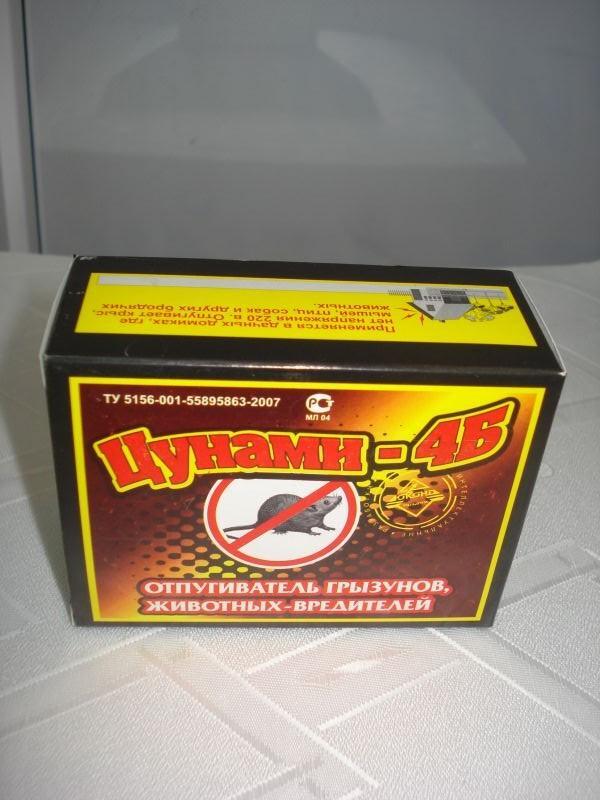 Применяется в дачных домиках, где
нет напряжения 220 в. Отпугивает крыс,
мышей, птиц, собак и других бродячих
животных.
ТУ 5156-001-55895863-2007
РСТ
МЛ 04
Цунами - 4Б
ОТПУГИВАТЕЛЬ ГРЫЗУНОВ,
ЖИВОТНЫХ-ВРЕДИТЕЛЕЙ